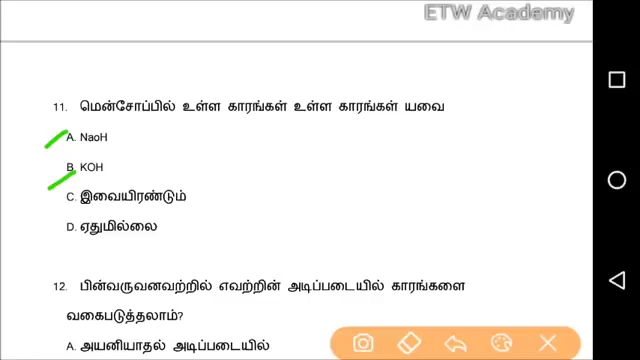 ETW Academy
11. மென்சோப்பில் உள்ள காரங்கள் உள்ள காரங்கள் யவை
A. NaoH
B. KOH
C. இவையிரண்டும்
D. ஏதுமில்லை
12. பின்வருவனவற்றில் எவற்றின் அடிப்படையில் காரங்களை
வகைபடுத்தலாம்?
A. அயனியாதல் அடிப்படையில்